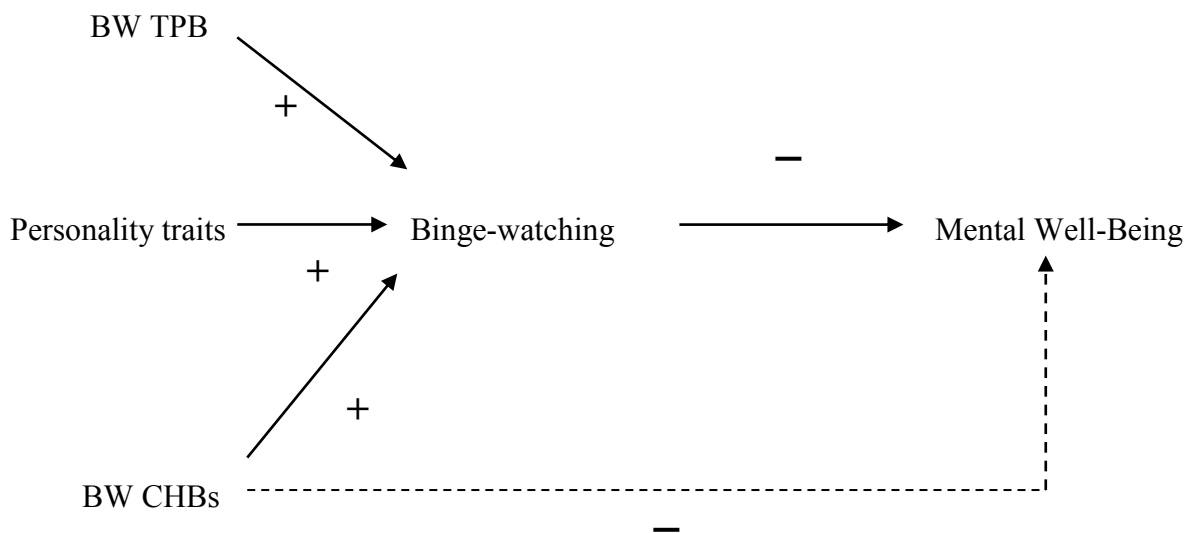 BW TPB
+
−
Personality traits Binge-watching Mental Well-Being
+
+
BW CHBs
−